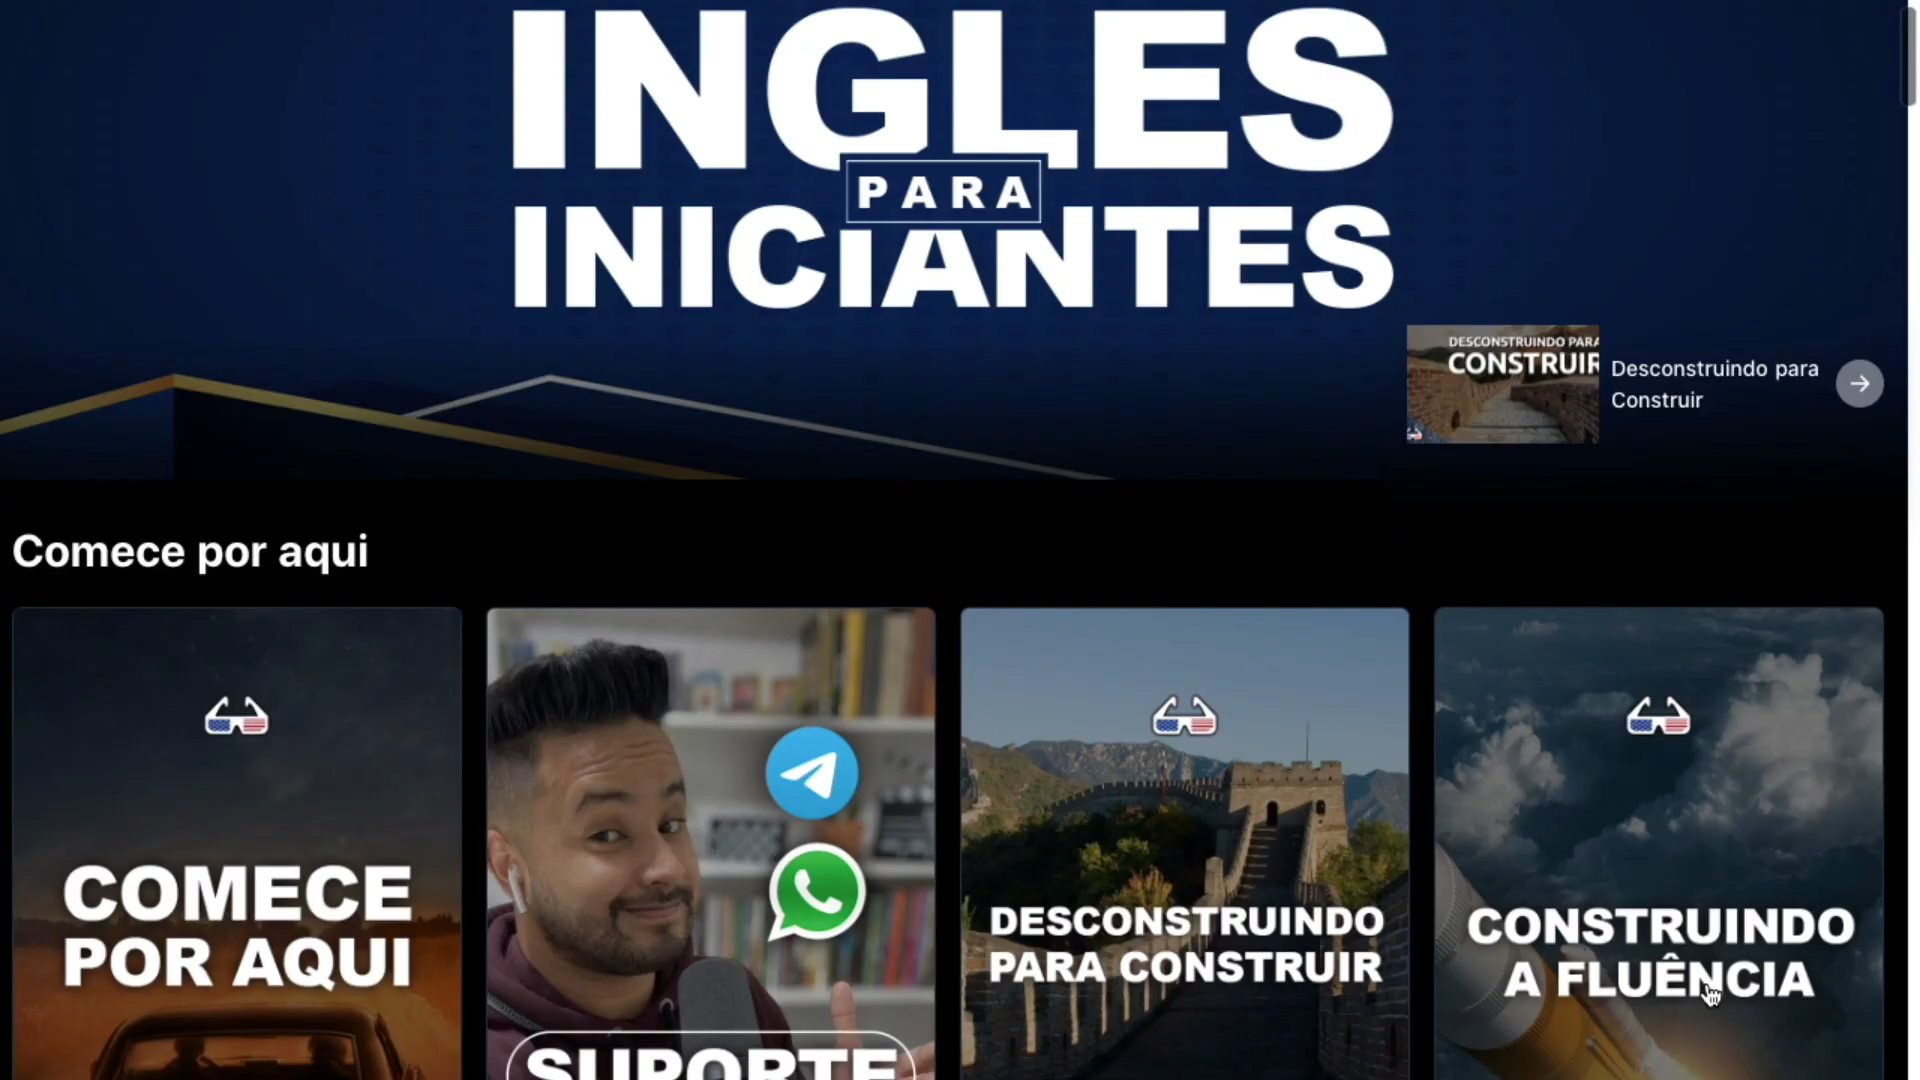 INGLES
PARA
INICIANTES
DESCONSTRUINDO PARA
CONSTRUIR
Desconstruindo para
Construir
Comece por aqui
COMECE
POR AQUI
SUPORTE
DESCONSTRUINDO
PARA CONSTRUIR
CONSTRUINDO
A FLUÊNCIA